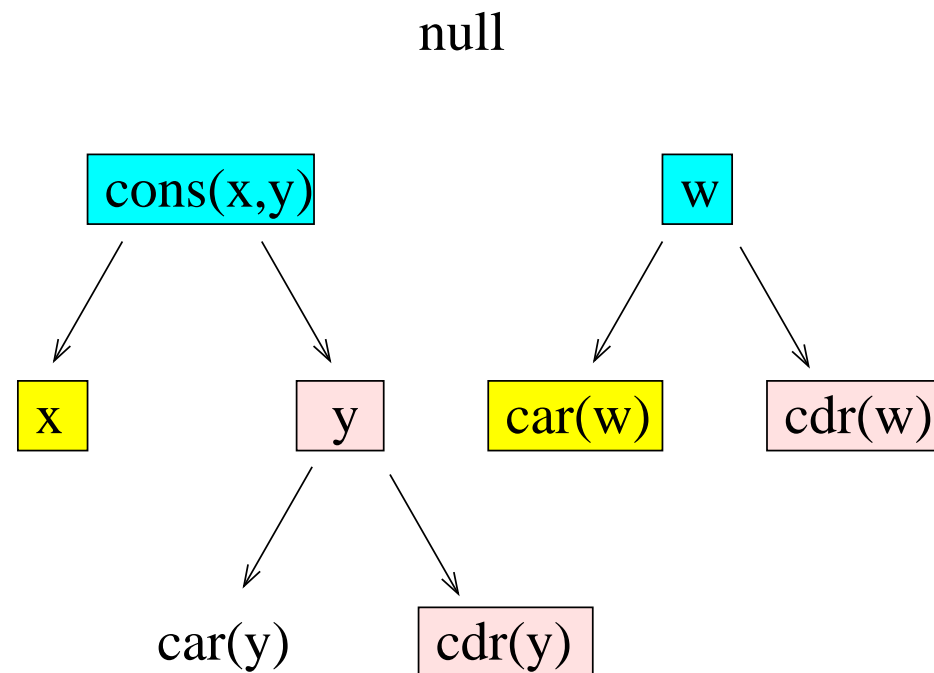 null
cons(x,y)
w
x
y
car(w)
cdr(w)
car(y)
cdr(y)